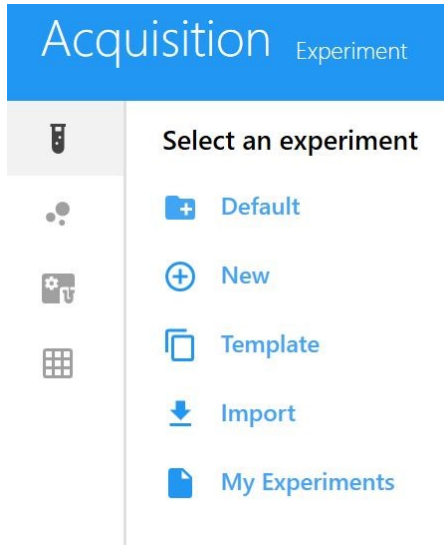 Acquisition Experiment
Select an experiment
Default
New
Template
Import
My Experiments